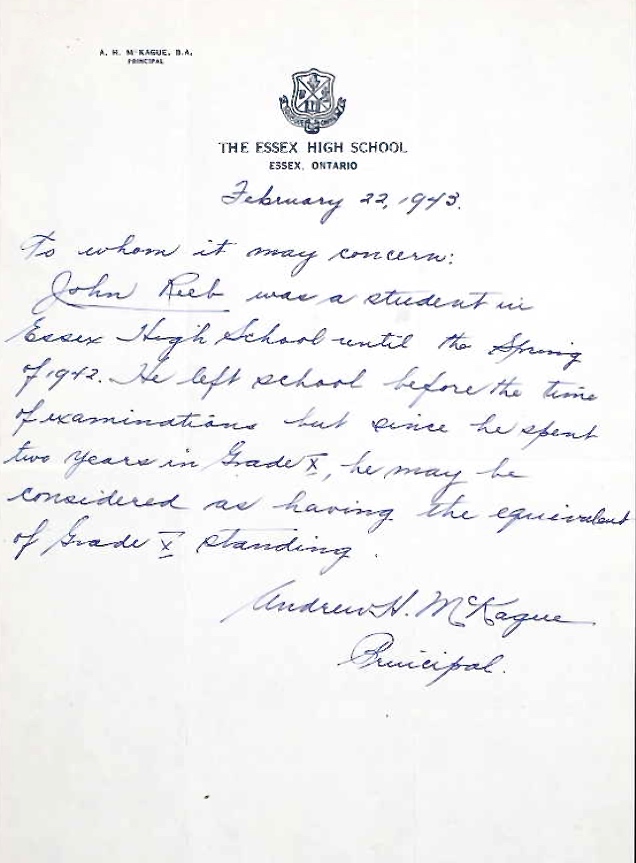 A. H. McKAGUE, B.A.
PRINCIPAL
THE ESSEX HIGH SCHOOL
ESSEX, ONTARIO
February 22, 1943.
To whom it may concern:
John Reeb was a student in
Essex High School until the Spring
of 1942. He left school before the time
of examinations but since he spent
two years in Grade X, he may be
considered as having the equivalent
of Grade X standing.
Andrew H. McKague
Principal.